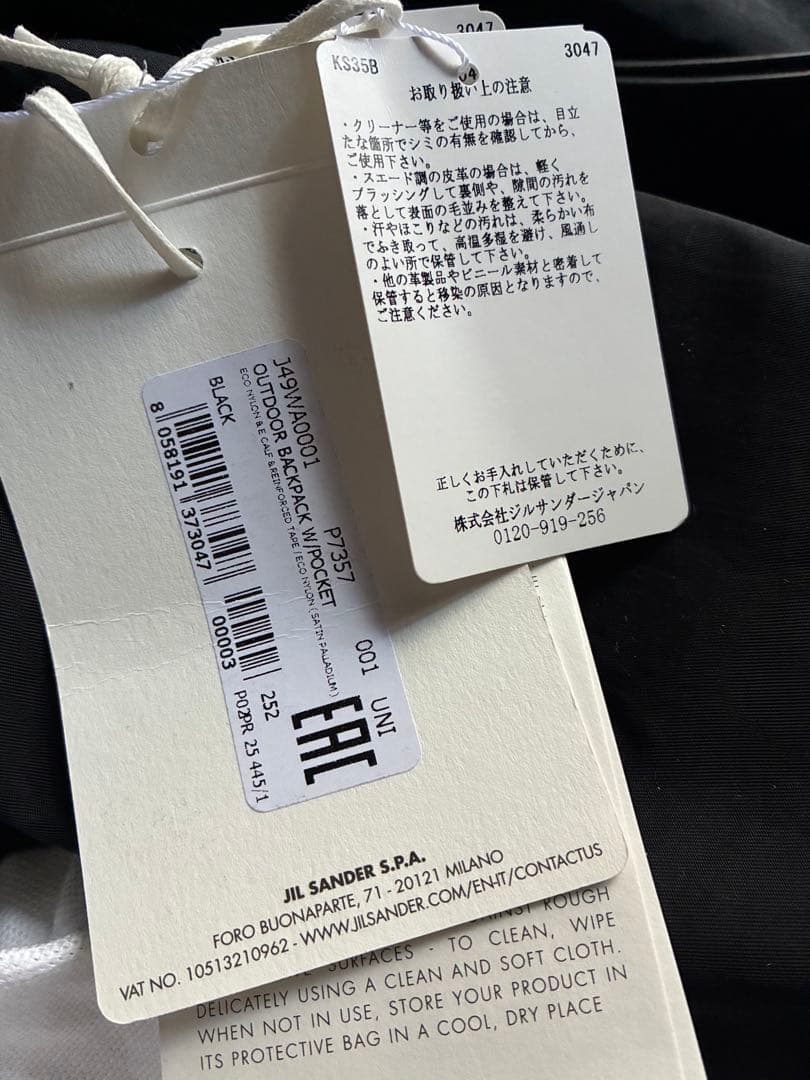 3047
KS35B
3047
04
お取り扱い上の注意
・クリーナー等をご使用の場合は、目立
たな箇所でシミの有無を確認してから、
ご使用下さい。
・スエード調の皮革の場合は、軽く
ブラッシングして裏側や、隙間の汚れを
落として表面の毛並みを整えて下さい。
・汗やほこりなどの汚れは、柔らかい布
でふき取って、高温多湿を避け、風通し
のよい所で保管して下さい。
・他の革製品やビニール素材と密着して
保管すると移染の原因となりますので、
ご注意ください。
正しくお手入れしていただくために、
この下札は保管して下さい。
株式会社ジルサンダージャパン
0120-919-256
J49WA0001 P7357 001 UNI
OUTDOOR BACKPACK W/POCKET
ECO NYLON & E.CALF & REINFORCED TAPE / ECO NYLON ( SATIN PALLADIUM )
BLACK
8 058191 373047
00003
252
P02PR 25 445/1
EAC
JIL SANDER S.P.A.
FORO BUONAPARTE, 71 - 20121 MILANO
VAT NO. 10513210962 - WWW.JILSANDER.COM/EN-IT/CONTACTUS
ROUGH
SURFACES - TO CLEAN, WIPE
DELICATELY USING A CLEAN AND SOFT CLOTH.
WHEN NOT IN USE, STORE YOUR PRODUCT IN
ITS PROTECTIVE BAG IN A COOL, DRY PLACE